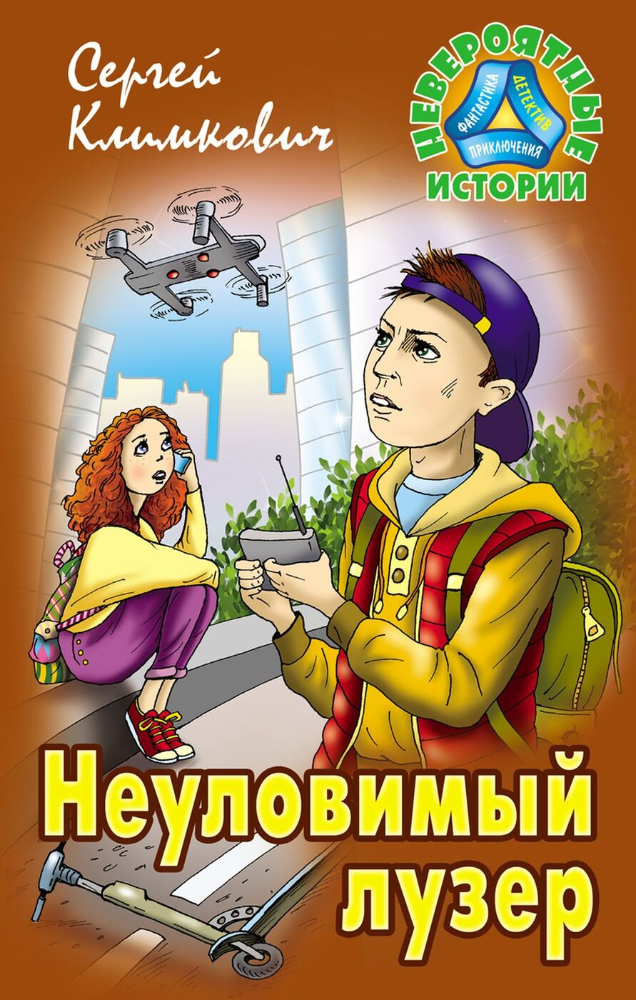 Сергей
Климкович
НЕВЕРОЯТНЫЕ
ФАНТАСТИКА
ДЕТЕКТИВ
ПРИКЛЮЧЕНИЯ
ИСТОРИИ
Неуловимый
лузер